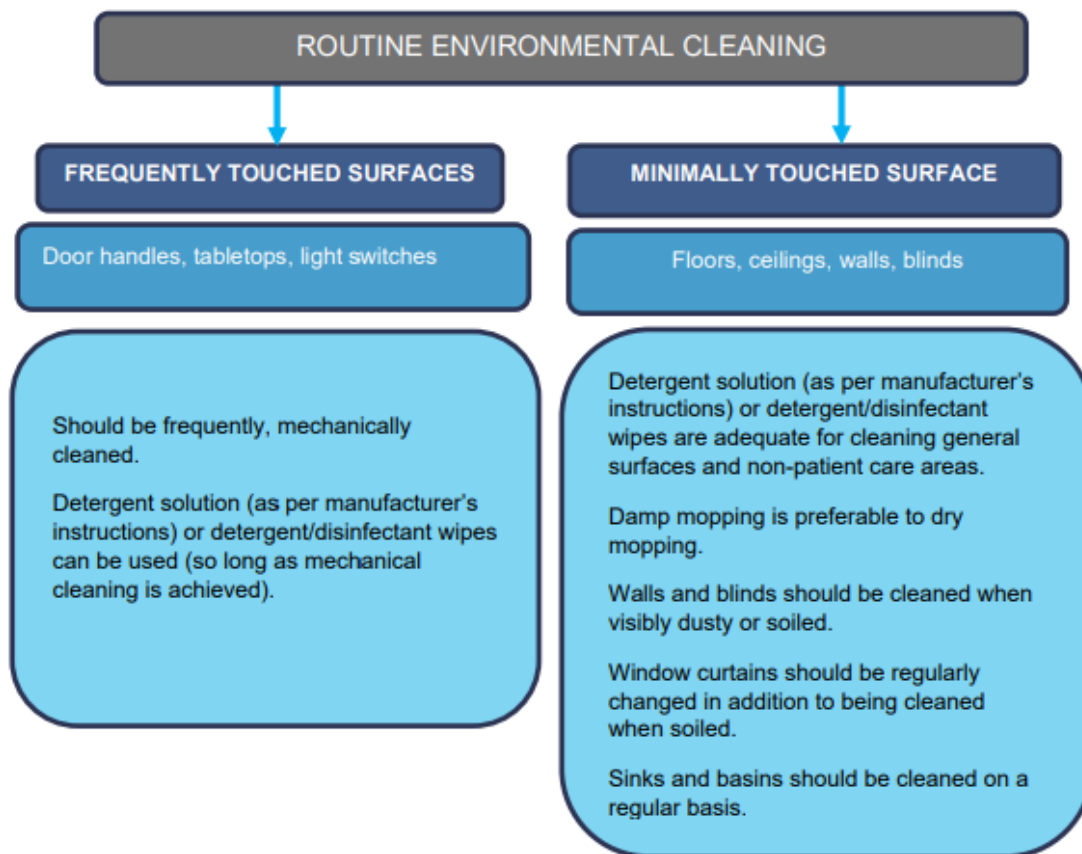 ROUTINE ENVIRONMENTAL CLEANING
FREQUENTLY TOUCHED SURFACES
Door handles, tabletops, light switches
Should be frequently, mechanically
cleaned.
Detergent solution (as per manufacturer's
instructions) or detergent/disinfectant wipes
can be used (so long as mechanical
cleaning is achieved).
MINIMALLY TOUCHED SURFACE
Floors, ceilings, walls, blinds
Detergent solution (as per manufacturer's
instructions) or detergent/disinfectant
wipes are adequate for cleaning general
surfaces and non-patient care areas.
Damp mopping is preferable to dry
mopping.
Walls and blinds should be cleaned when
visibly dusty or soiled.
Window curtains should be regularly
changed in addition to being cleaned
when soiled.
Sinks and basins should be cleaned on a
regular basis.